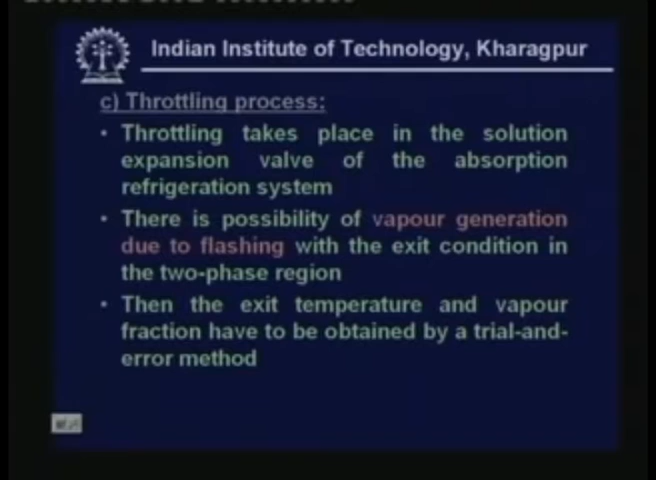 Indian Institute of Technology, Kharagpur
c) Throttling process:
• Throttling takes place in the solution
expansion valve of the absorption
refrigeration system
• There is possibility of vapour generation
due to flashing with the exit condition in
the two-phase region
• Then the exit temperature and vapour
fraction have to be obtained by a trial-and-
error method